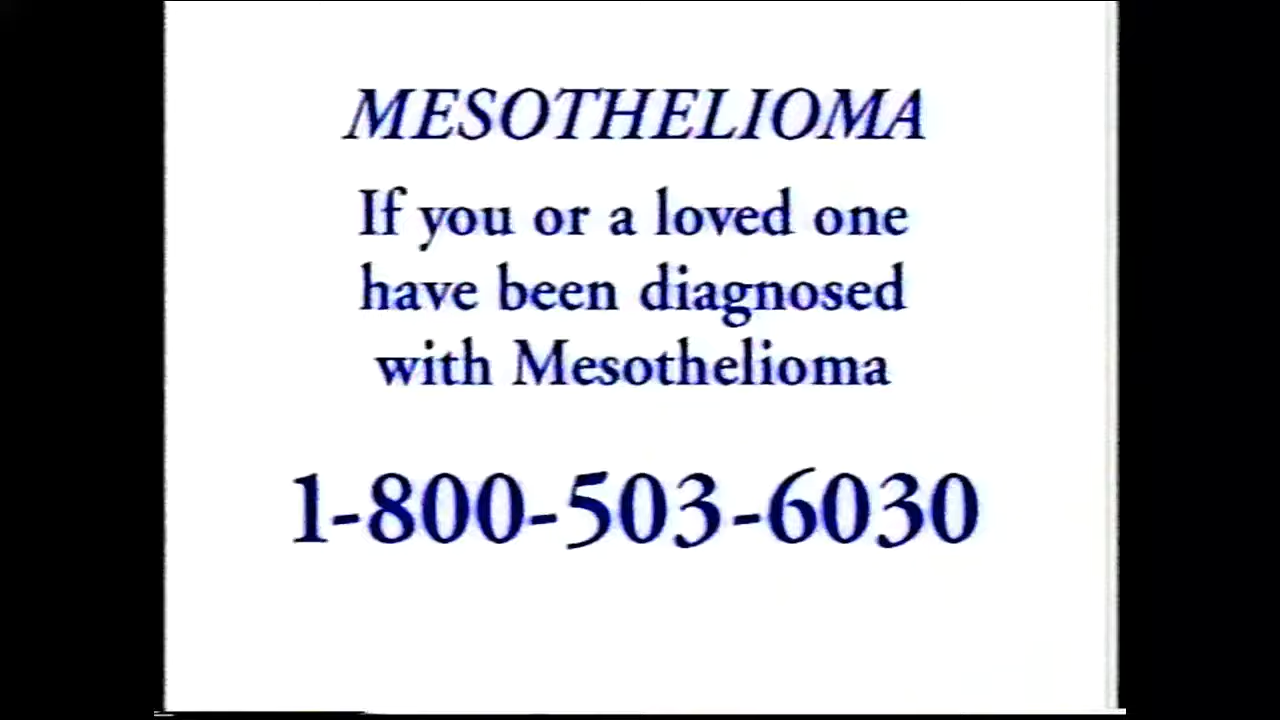 MESOTHELIOMA
If you or a loved one
have been diagnosed
with Mesothelioma
1-800-503-6030